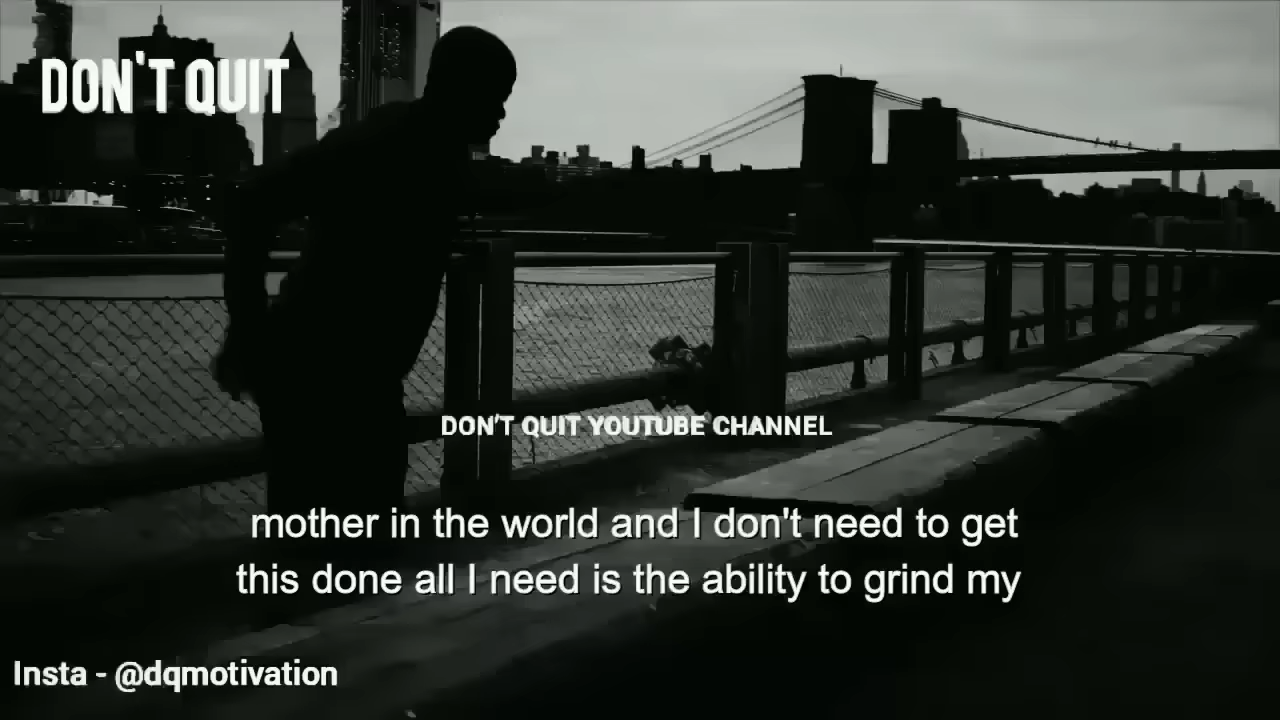 DON'T QUIT
DON'T QUIT YOUTUBE CHANNEL
mother in the world and I don't need to get
this done all I need is the ability to grind my
Insta - @dqmotivation